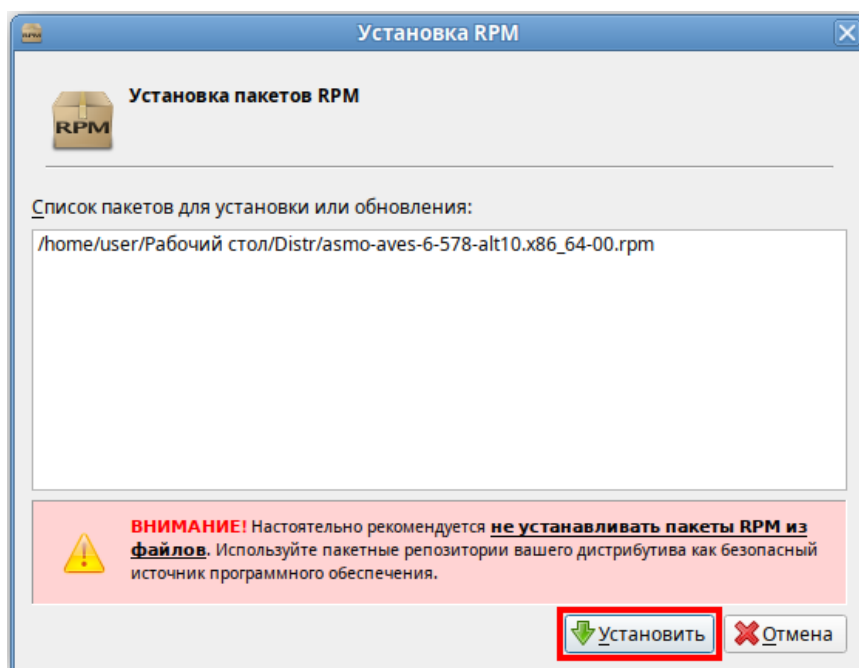 Установка RPM
Установка пакетов RPM
RPM
Список пакетов для установки или обновления:
/home/user/Рабочий стол/Distr/asmo-aves-6-578-alt10.x86_64-00.rpm
ВНИМАНИЕ! Настоятельно рекомендуется не устанавливать пакеты RPM из
файлов. Используйте пакетные репозитории вашего дистрибутива как безопасный
источник программного обеспечения.
Установить
Отмена